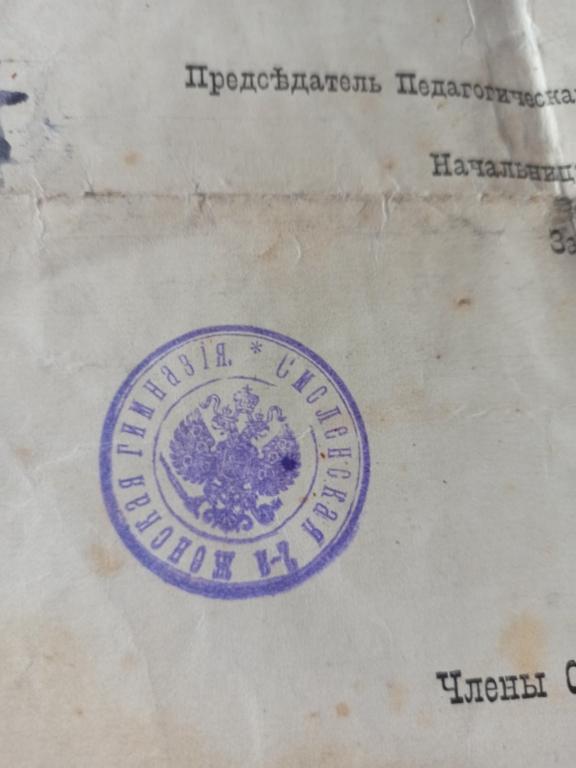 Предсѣдатель Педагогическа
Начальниц
За
* Смоленская 2-я Женская гимназія.
Члены С